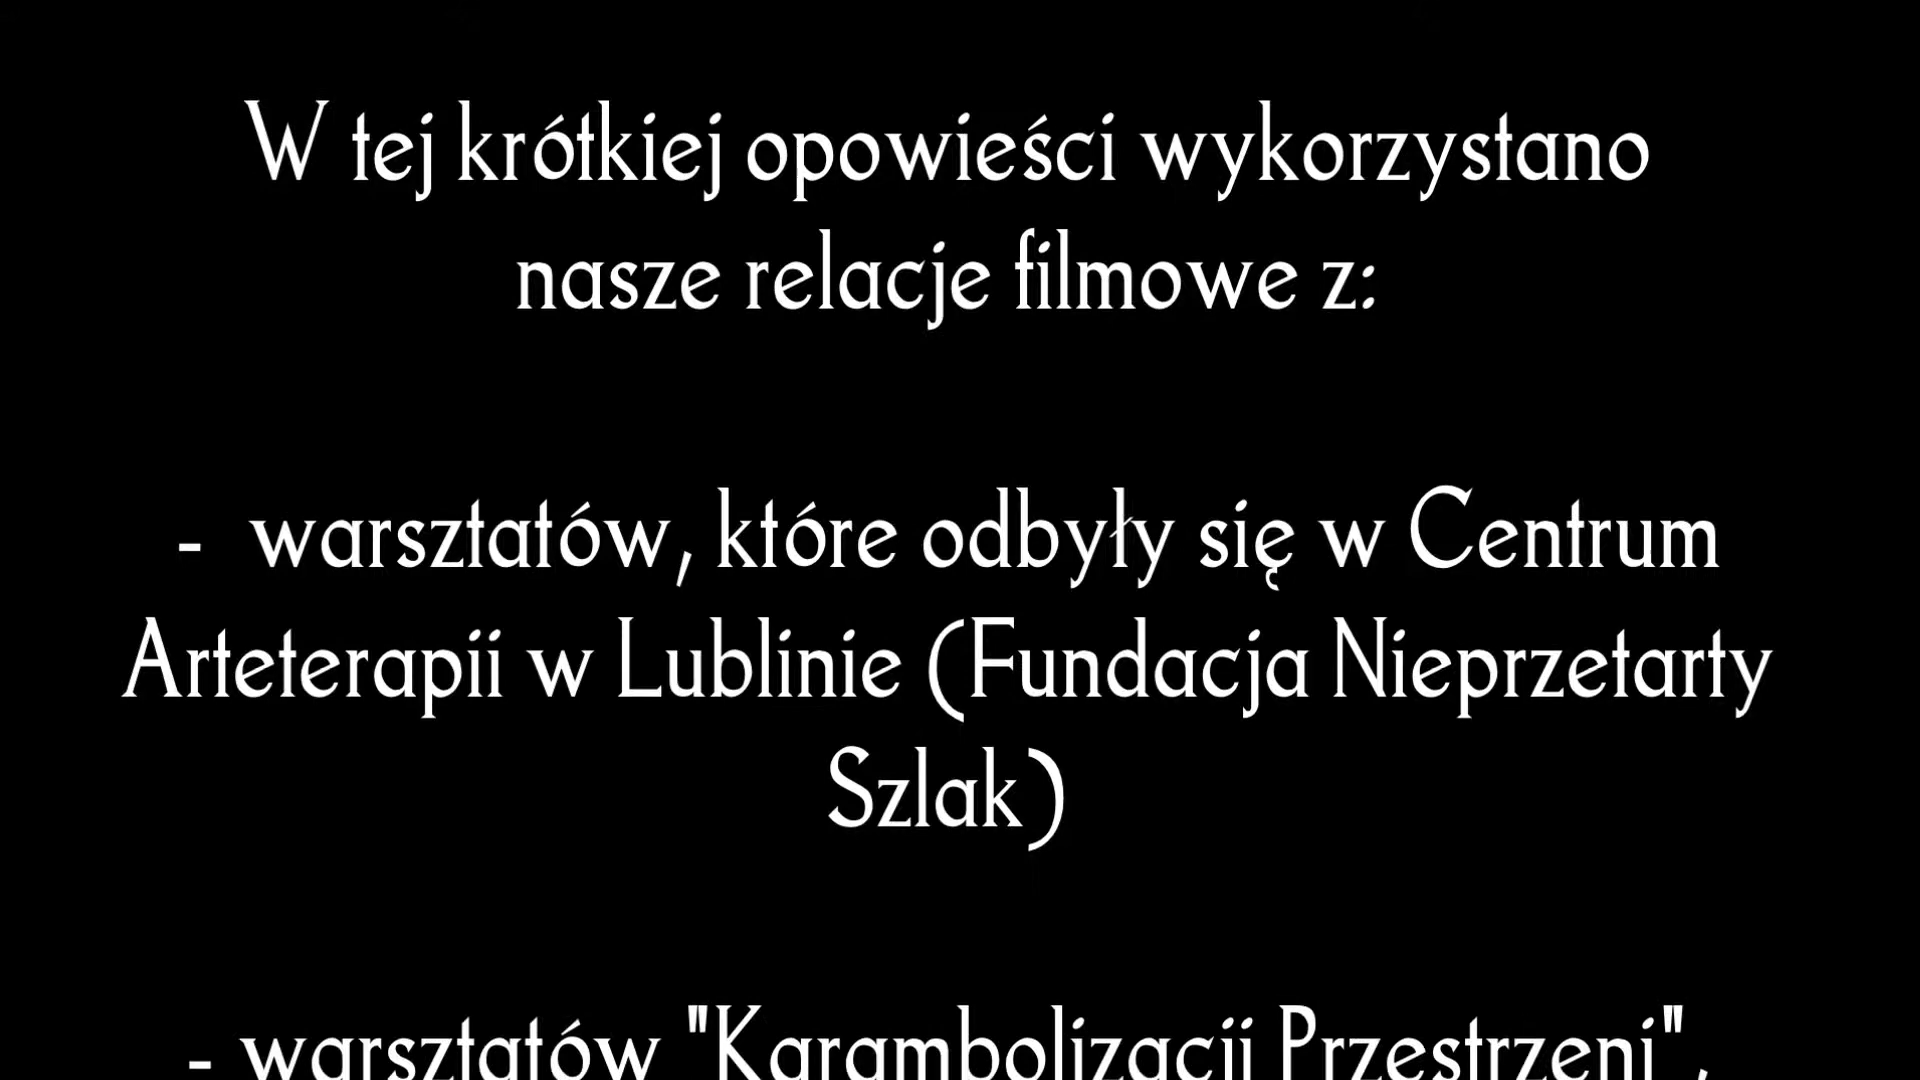 W tej krótkiej opowieści wykorzystano
nasze relacje filmowe z:
- warsztatów, które odbyły się w Centrum
Arteterapii w Lublinie (Fundacja Nieprzetarty
Szlak)
- warsztatów "Karambolizacji Przestrzeni",